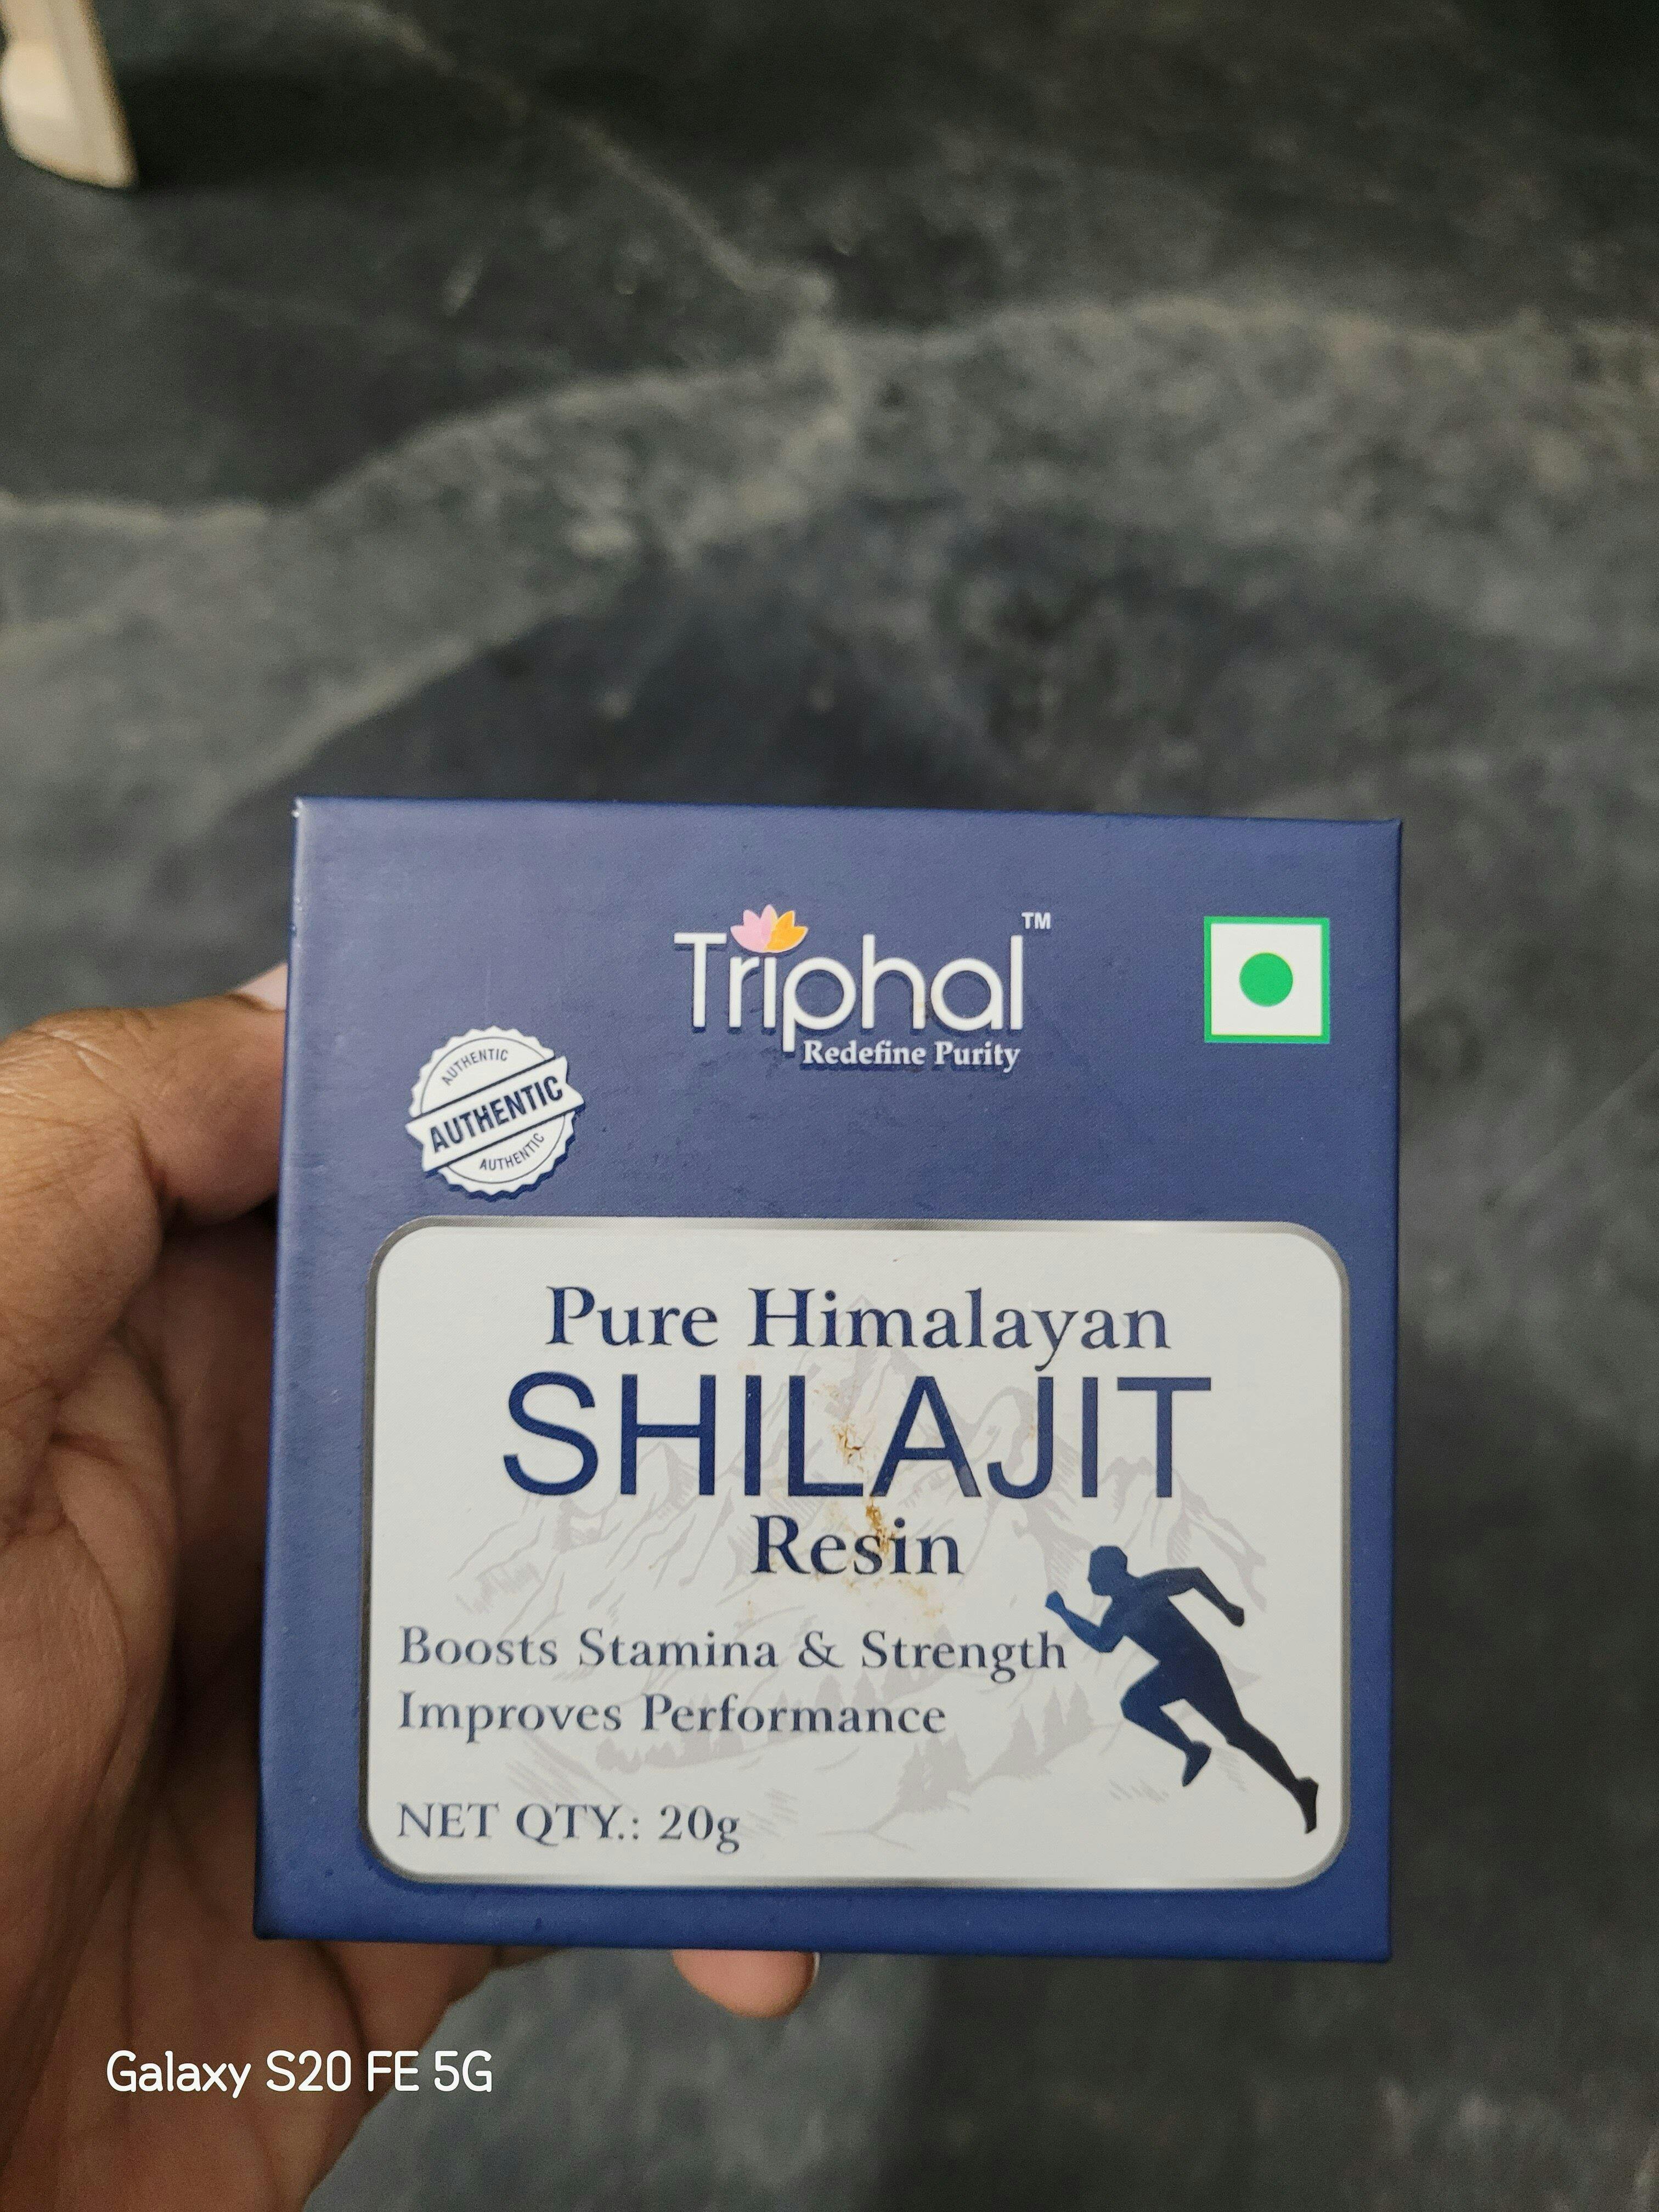 Triphal™
Redefine Purity
AUTHENTIC
AUTHENTIC
AUTHENTIC
Pure Himalayan
SHILAJIT
Resin
Boosts Stamina & Strength
Improves Performance
NET QTY.: 20g
Galaxy S20 FE 5G